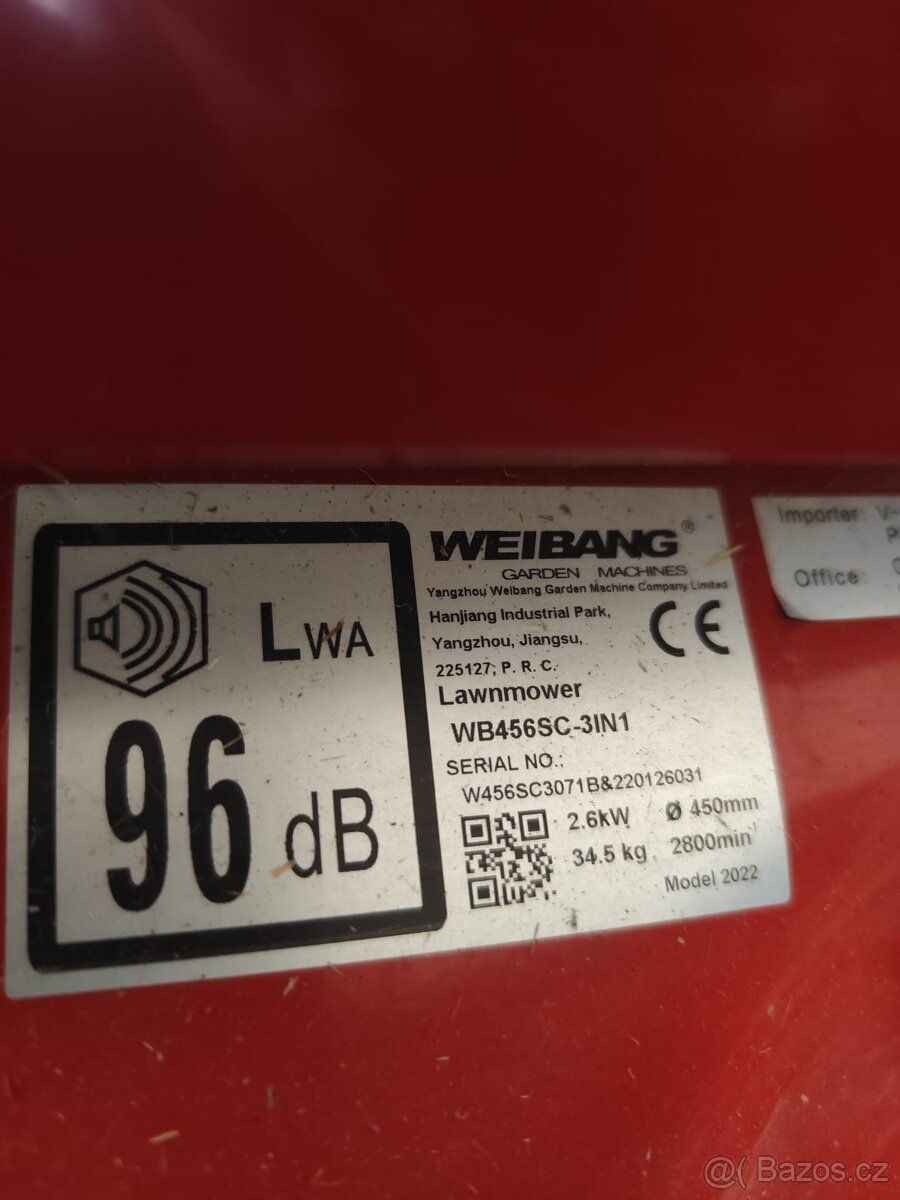 LWA
96 dB
WEIBANG®
GARDEN MACHINES
Yangzhou Weibang Garden Machine Company Limited
Hanjiang Industrial Park,
Yangzhou, Jiangsu,
225127, P. R. C.
CE
Lawnmower
WB456SC-3IN1
SERIAL NO.:
W456SC3071B&220126031
2.6kW Ø 450mm
34.5 kg 2800min⁻¹
Model 2022
Importer: V-
P
Office:
@( Bazos.cz